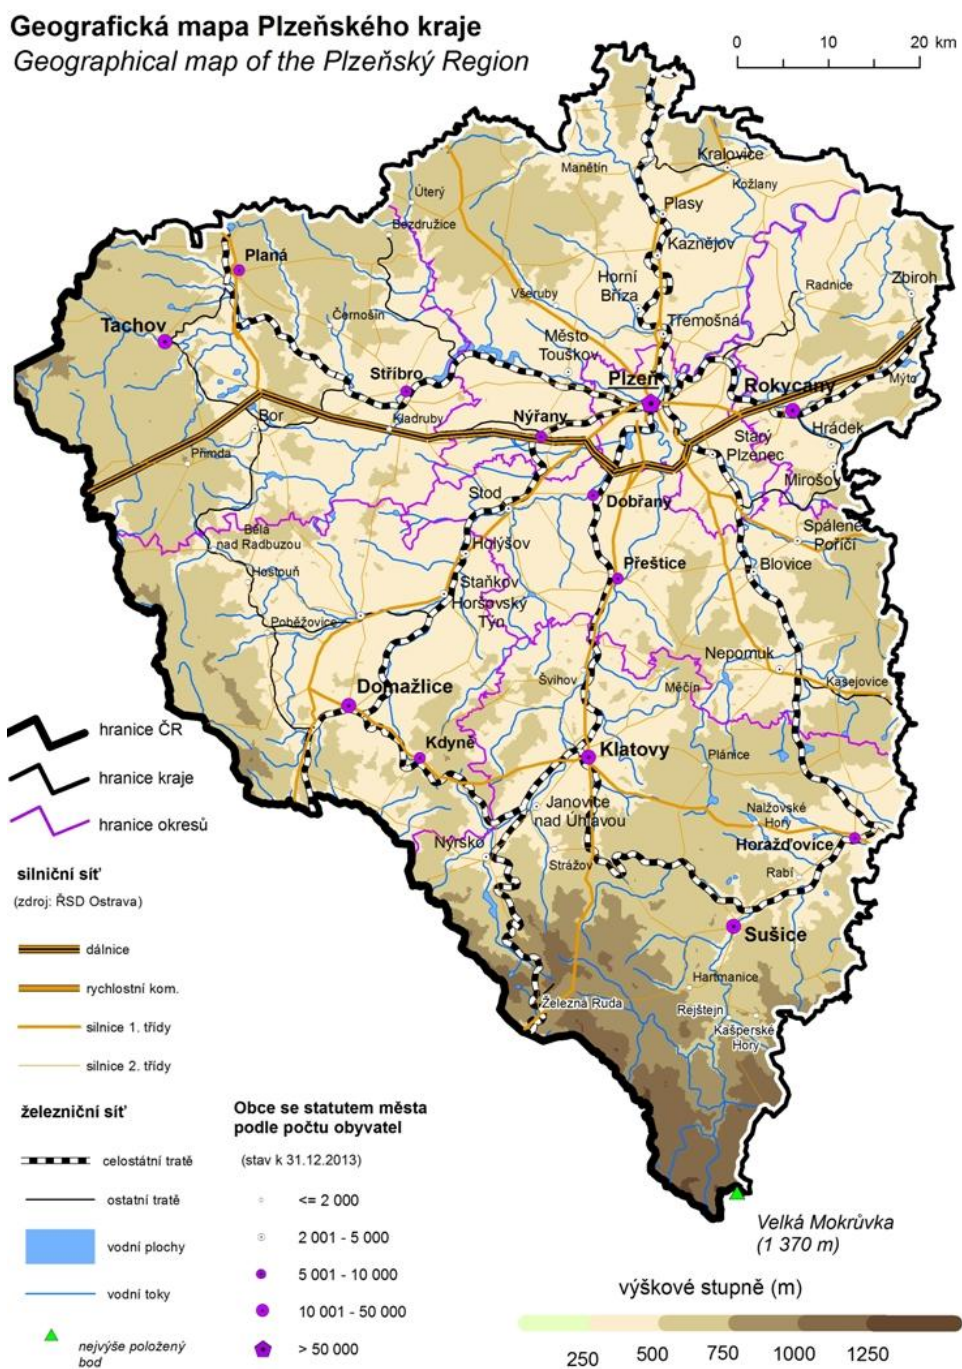 Geografická mapa Plzeňského kraje
Geographical map of the Plzeňský Region
0 10 20 km
Kralovice
Manětín
Kožlany
Úterý
Plasy
Bezdružice
Kaznějov
Planá
Horní
Bříza
Zbiroh
Radnice
Všeruby
Černošín
Třemošná
Tachov
Město
Touškov
Mýto
Stříbro
Plzeň
Rokycany
Bor
Kladruby
Nýřany
Hrádek
Starý
Plzenec
Přimda
Mirošov
Stod
Dobřany
Spálené
Poříčí
Bělá
nad Radbuzou
Holýšov
Blovice
Hostouň
Přeštice
Staňkov
Horšovský
Týn
Poběžovice
Nepomuk
Švihov
Měčín
Kasejovice
Domažlice
Kdyně
Klatovy
Plánice
Janovice
nad Úhlavou
Nalžovské
Hory
Horažďovice
Nýrsko
Strážov
Rabí
Sušice
Hartmanice
Železná Ruda
Rejštejn
Kašperské
Hory
Velká Mokrůvka
(1 370 m)
hranice ČR
hranice kraje
hranice okresů
silniční síť
(zdroj: ŘSD Ostrava)
dálnice
rychlostní kom.
silnice 1. třídy
silnice 2. třídy
železniční síť
celostátní tratě
ostatní tratě
vodní plochy
vodní toky
nejvýše položený
bod
Obce se statutem města
podle počtu obyvatel
(stav k 31.12.2013)
<= 2 000
2 001 - 5 000
5 001 - 10 000
10 001 - 50 000
> 50 000
výškové stupně (m)
250 500 750 1000 1250